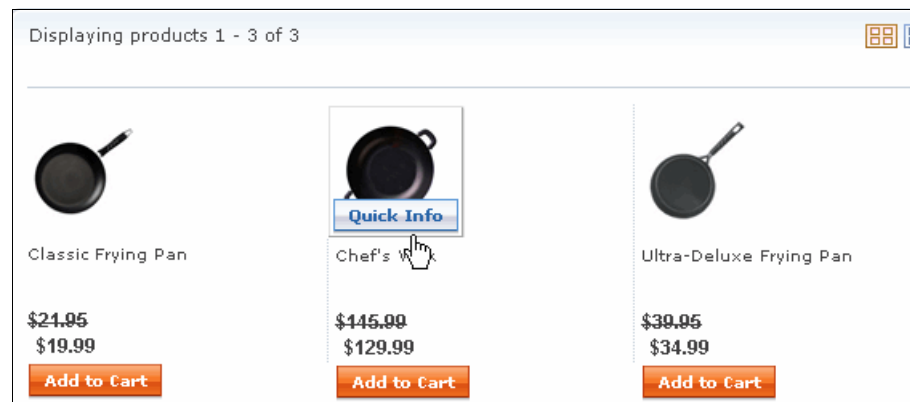 Displaying products 1 - 3 of 3
Quick Info
Classic Frying Pan
Chef's
Ultra-Deluxe Frying Pan
$21.95
$145.99
$39.95
$19.99
$129.99
$34.99
Add to Cart
Add to Cart
Add to Cart